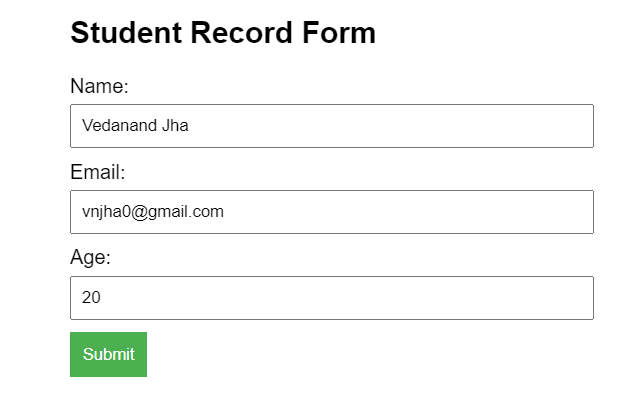 Student Record Form
Name:
Vedanand Jha
Email:
vnjha0@gmail.com
Age:
20
Submit